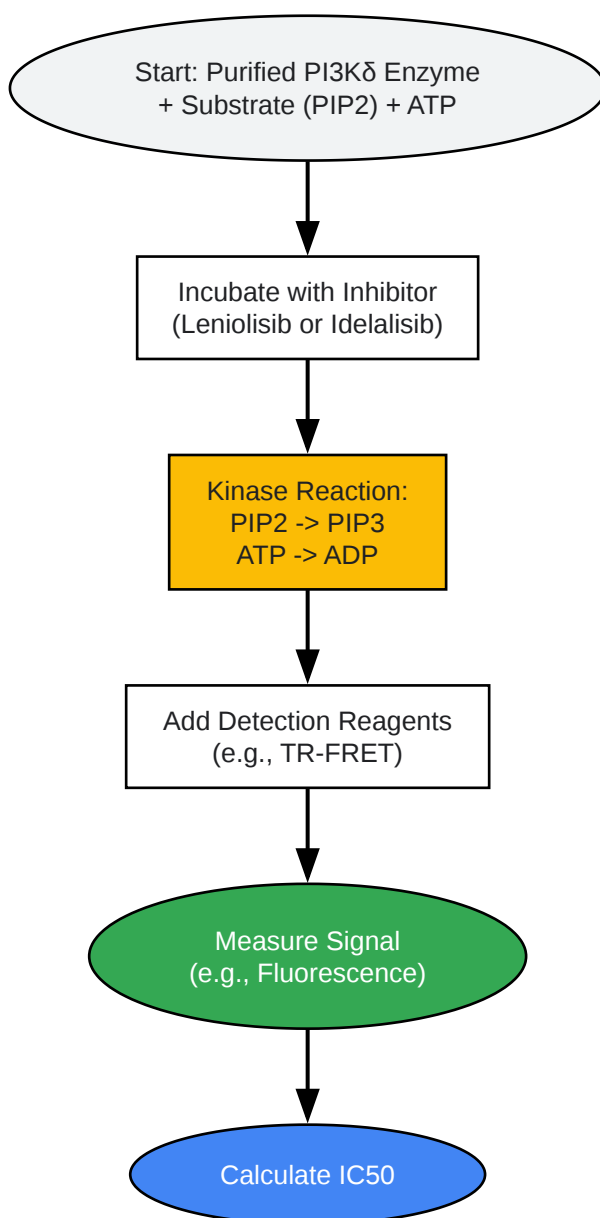 Start: Purified PI3Kδ Enzyme
+ Substrate (PIP2) + ATP
Incubate with Inhibitor
(Leniolisib or Idelalisib)
Kinase Reaction:
PIP2 -> PIP3
ATP -> ADP
Add Detection Reagents
(e.g., TR-FRET)
Measure Signal
(e.g., Fluorescence)
Calculate IC50